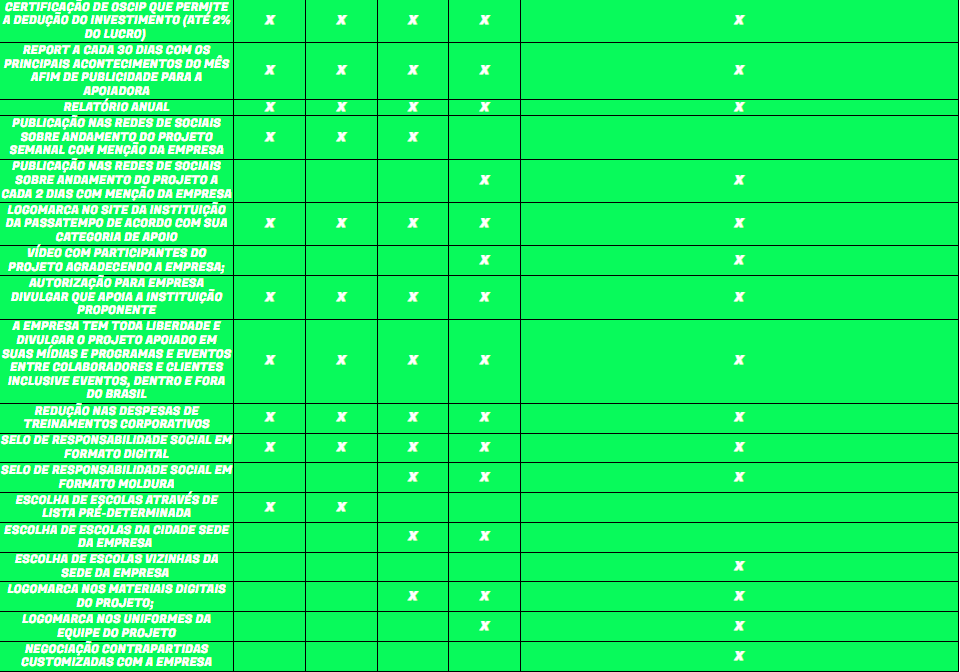 CERTIFICAÇÃO DE OSCIP QUE PERMITE
A DEDUÇÃO DO INVESTIMENTO (ATÉ 2%
DO LUCRO)
X X X X X
REPORT A CADA 30 DIAS COM OS
PRINCIPAIS ACONTECIMENTOS DO MÊS
AFIM DE PUBLICIDADE PARA A
APOIADORA
X X X X X
RELATÓRIO ANUAL X X X X X
PUBLICAÇÃO NAS REDES DE SOCIAIS
SOBRE ANDAMENTO DO PROJETO
SEMANAL COM MENÇÃO DA EMPRESA
X X X
PUBLICAÇÃO NAS REDES DE SOCIAIS
SOBRE ANDAMENTO DO PROJETO A
CADA 2 DIAS COM MENÇÃO DA EMPRESA
X X
LOGOMARCA NO SITE DA INSTITUIÇÃO
DA PASSATEMPO DE ACORDO COM SUA
CATEGORIA DE APOIO
X X X X X
VÍDEO COM PARTICIPANTES DO
PROJETO AGRADECENDO A EMPRESA;
X X
AUTORIZAÇÃO PARA EMPRESA
DIVULGAR QUE APOIA A INSTITUIÇÃO
PROPONENTE
X X X X X
A EMPRESA TEM TODA LIBERDADE E
DIVULGAR O PROJETO APOIADO EM
SUAS MÍDIAS E PROGRAMAS E EVENTOS
ENTRE COLABORADORES E CLIENTES
INCLUSIVE EVENTOS, DENTRO E FORA
DO BRASIL
X X X X X
REDUÇÃO NAS DESPESAS DE
TREINAMENTOS CORPORATIVOS
X X X X X
SELO DE RESPONSABILIDADE SOCIAL EM
FORMATO DIGITAL
X X X X X
SELO DE RESPONSABILIDADE SOCIAL EM
FORMATO MOLDURA
X X X
ESCOLHA DE ESCOLAS ATRAVÉS DE
LISTA PRÉ-DETERMINADA
X X
ESCOLHA DE ESCOLAS DA CIDADE SEDE
DA EMPRESA
X X
ESCOLHA DE ESCOLAS VIZINHAS DA
SEDE DA EMPRESA
X
LOGOMARCA NOS MATERIAIS DIGITAIS
DO PROJETO;
X X X
LOGOMARCA NOS UNIFORMES DA
EQUIPE DO PROJETO
X X
NEGOCIAÇÃO CONTRAPARTIDAS
CUSTOMIZADAS COM A EMPRESA
X